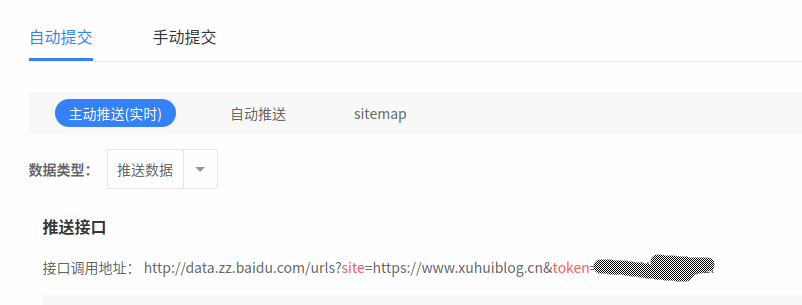 自动提交 手动提交
主动推送(实时) 自动推送 sitemap
数据类型： 推送数据
推送接口
接口调用地址： http://data.zz.baidu.com/urls?site=https://www.xuhuiblog.cn&token=